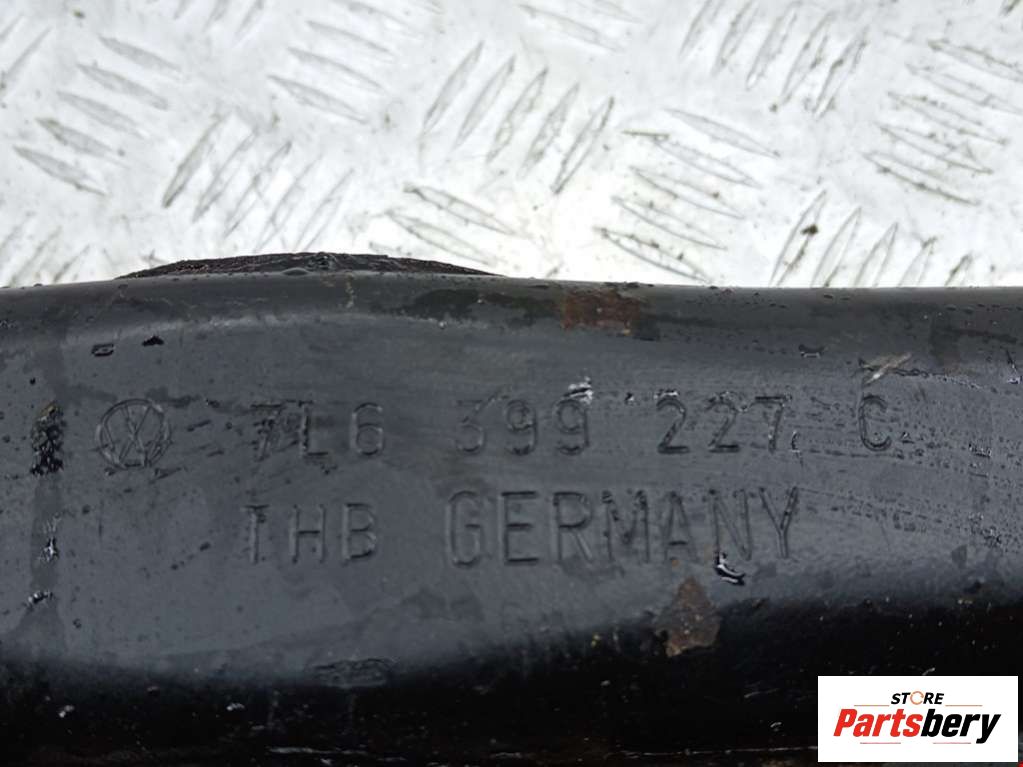 7L6 399 227 C
THB GERMANY
STORE
Partsbery